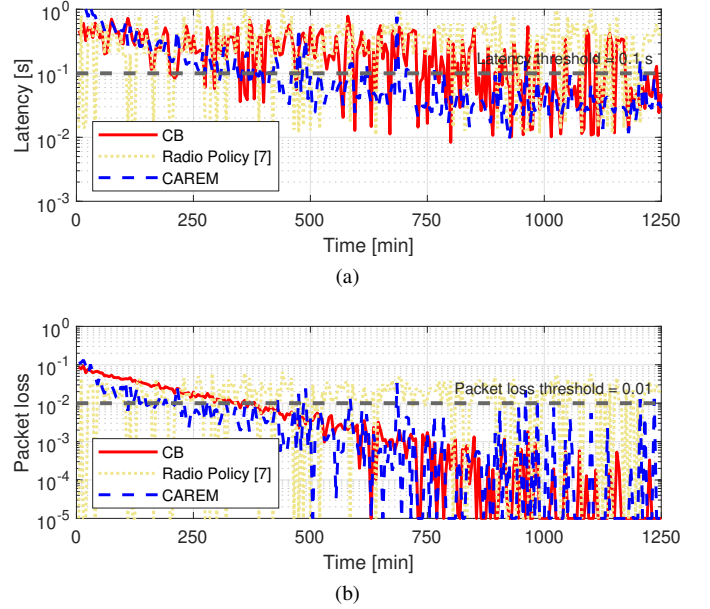 10^0
10^-1
10^-2
10^-3
Latency [s]
Latency threshold = 0.1 s
CB
Radio Policy [7]
CAREM
0 250 500 750 1000 1250
Time [min]
(a)
10^0
10^-1
10^-2
10^-3
10^-4
10^-5
Packet loss
Packet loss threshold = 0.01
CB
Radio Policy [7]
CAREM
0 250 500 750 1000 1250
Time [min]
(b)